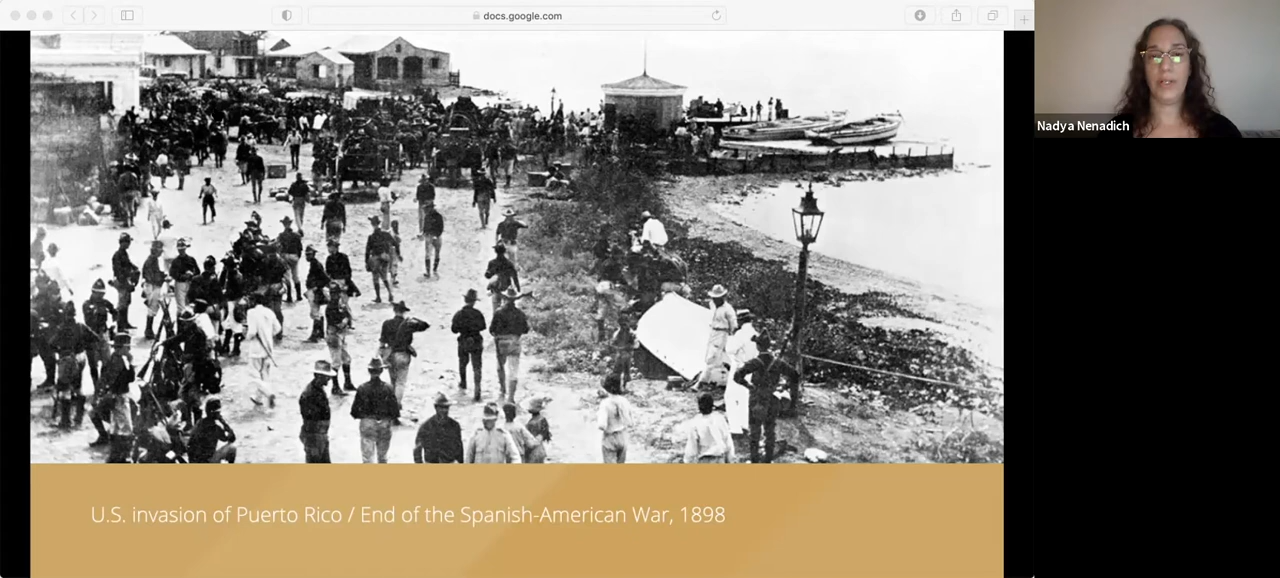 docs.google.com
Nadya Nenadich
U.S. invasion of Puerto Rico / End of the Spanish-American War, 1898